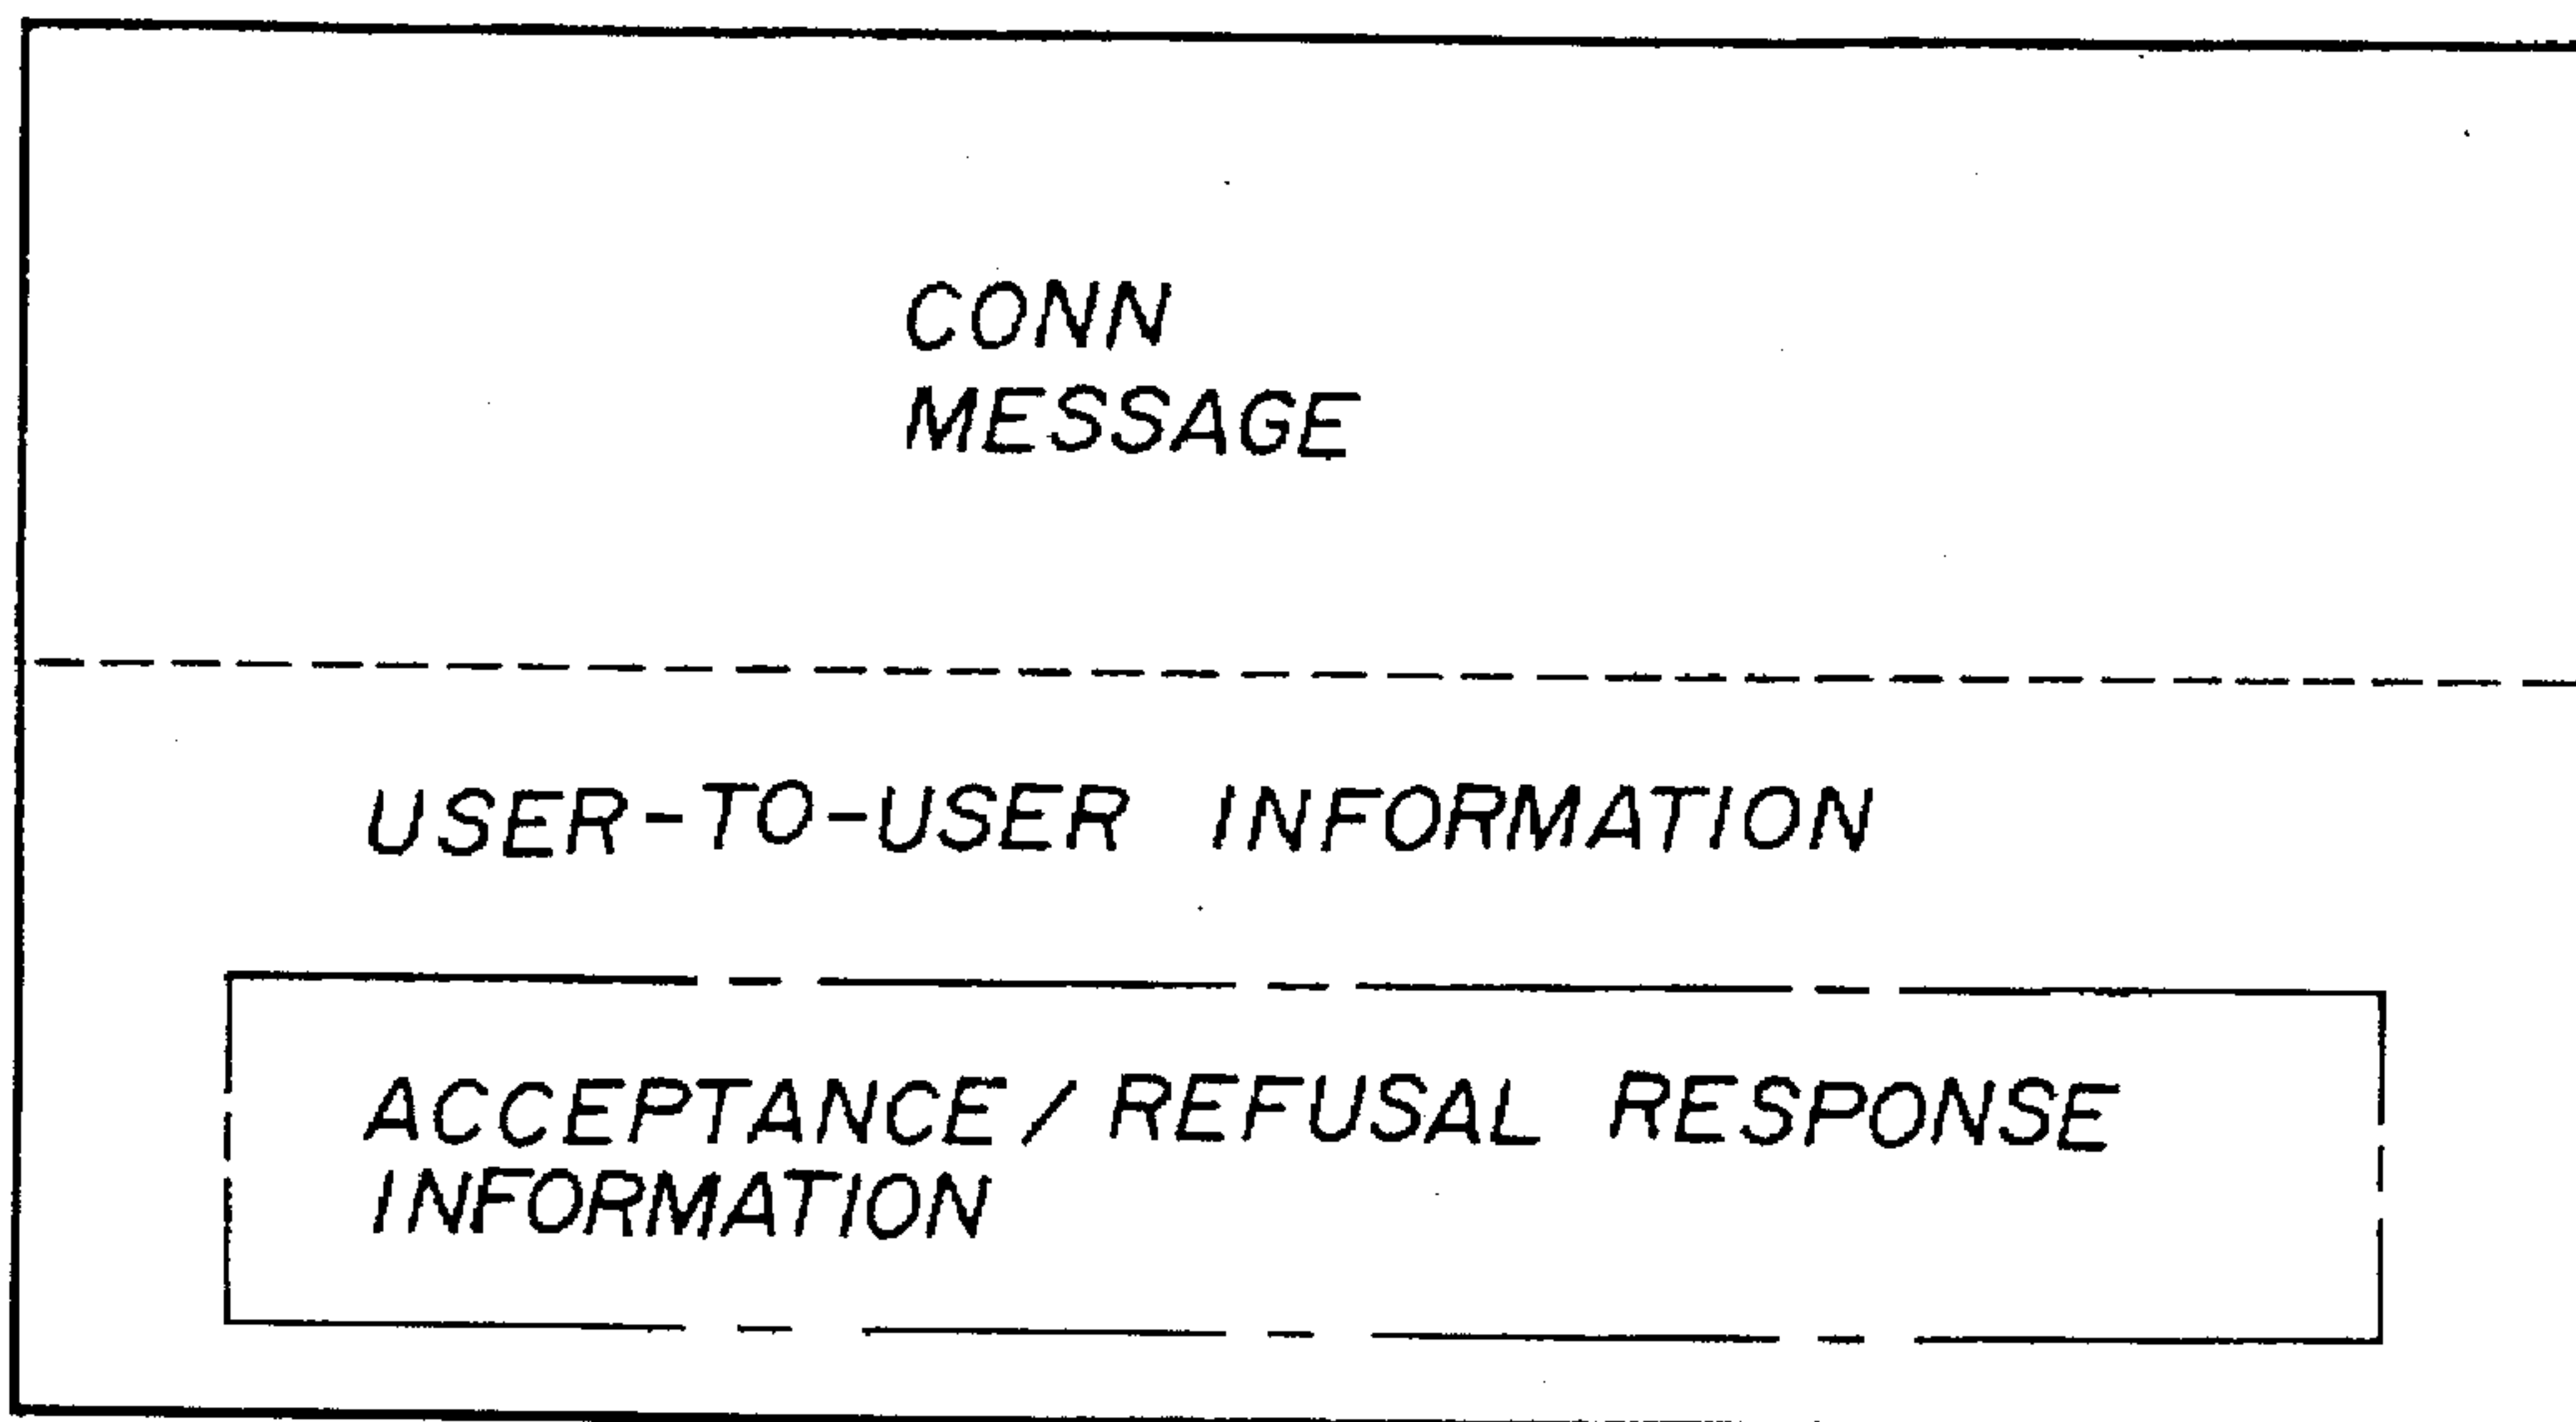 CONN
MESSAGE
USER-TO-USER INFORMATION
ACCEPTANCE/REFUSAL RESPONSE
INFORMATION